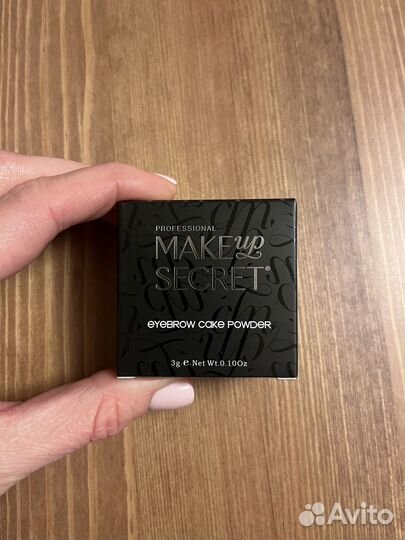 PROFESSIONAL
MAKE up
SECRET®
eyeBROW cake POWDER
3g e Net Wt.0.10Oz
Avito